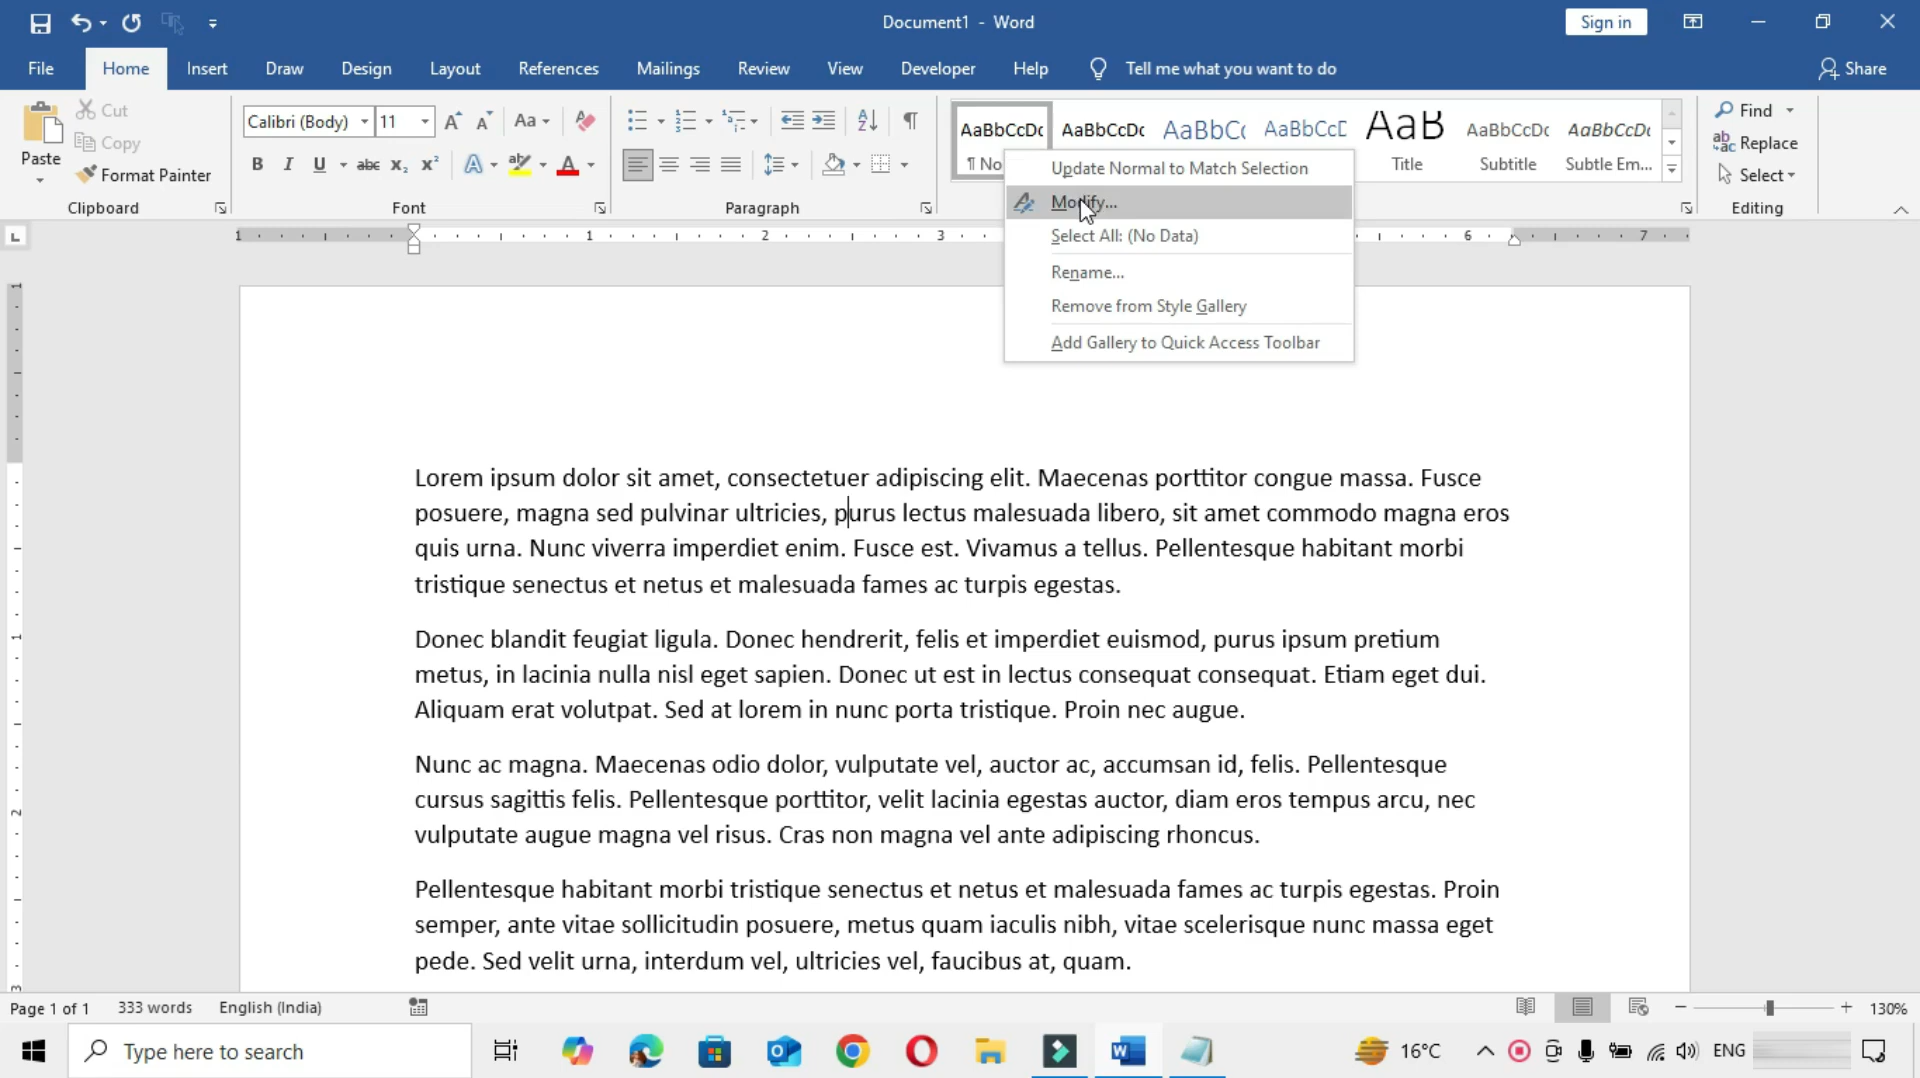 Document1 - Word
Sign in
File Home Insert Draw Design Layout References Mailings Review View Developer Help Tell me what you want to do Share
Cut
Copy
Paste
Format Painter
Clipboard
Calibri (Body) 11 Aa
B I U abc x₂ x² A A
Font
Paragraph
AaBbCcDc AaBbCcDc AaBbC AaBbCcD AaB AaBbCcDc AaBbCcDc
¶ No Title Subtitle Subtle Em...
Find
Replace
Select
Editing
Update Normal to Match Selection
Modify...
Select All: (No Data)
Rename...
Remove from Style Gallery
Add Gallery to Quick Access Toolbar
1 1 2 3 6 7
Lorem ipsum dolor sit amet, consectetuer adipiscing elit. Maecenas porttitor congue massa. Fusce
posuere, magna sed pulvinar ultricies, purus lectus malesuada libero, sit amet commodo magna eros
quis urna. Nunc viverra imperdiet enim. Fusce est. Vivamus a tellus. Pellentesque habitant morbi
tristique senectus et netus et malesuada fames ac turpis egestas.
Donec blandit feugiat ligula. Donec hendrerit, felis et imperdiet euismod, purus ipsum pretium
metus, in lacinia nulla nisl eget sapien. Donec ut est in lectus consequat consequat. Etiam eget dui.
Aliquam erat volutpat. Sed at lorem in nunc porta tristique. Proin nec augue.
Nunc ac magna. Maecenas odio dolor, vulputate vel, auctor ac, accumsan id, felis. Pellentesque
cursus sagittis felis. Pellentesque porttitor, velit lacinia egestas auctor, diam eros tempus arcu, nec
vulputate augue magna vel risus. Cras non magna vel ante adipiscing rhoncus.
Pellentesque habitant morbi tristique senectus et netus et malesuada fames ac turpis egestas. Proin
semper, ante vitae sollicitudin posuere, metus quam iaculis nibh, vitae scelerisque nunc massa eget
pede. Sed velit urna, interdum vel, ultricies vel, faucibus at, quam.
Page 1 of 1 333 words English (India) 130%
Type here to search 16°C ENG